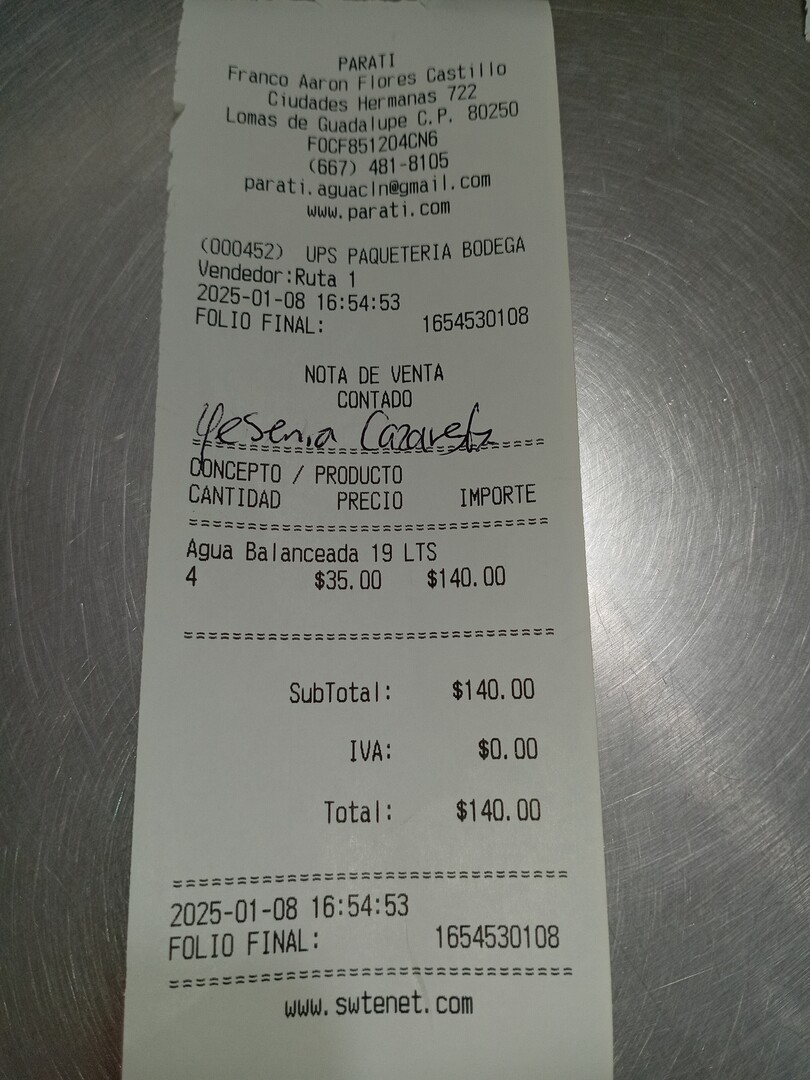 PARATI
Franco Aaron Flores Castillo
Ciudades Hermanas 722
Lomas de Guadalupe C.P. 80250
FOCF851204CN6
(667) 481-8105
parati.aguacln@gmail.com
www.parati.com
(000452) UPS PAQUETERIA BODEGA
Vendedor:Ruta 1
2025-01-08 16:54:53
FOLIO FINAL: 1654530108
NOTA DE VENTA
CONTADO
Yesenia
==============================
CONCEPTO / PRODUCTO
CANTIDAD PRECIO IMPORTE
==============================
Agua Balanceada 19 LTS
4 $35.00 $140.00
==============================
SubTotal: $140.00
IVA: $0.00
Total: $140.00
==============================
2025-01-08 16:54:53
FOLIO FINAL: 1654530108
==============================
www.swtenet.com